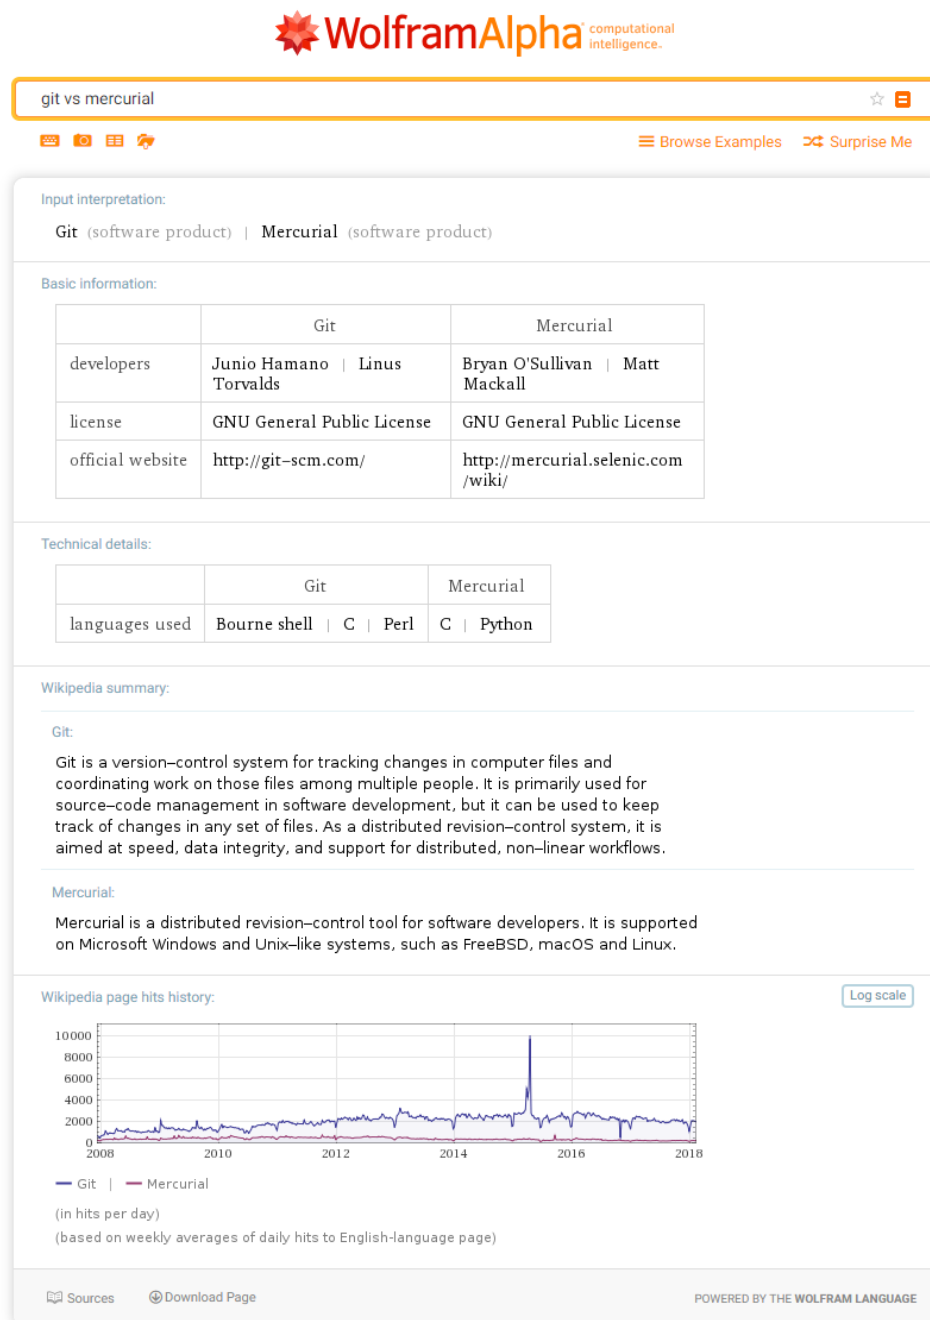 WolframAlpha computational
intelligence.
git vs mercurial
Browse Examples Surprise Me
Input interpretation:
Git (software product) | Mercurial (software product)
Basic information:
Git Mercurial
developers Junio Hamano | Linus Torvalds Bryan O'Sullivan | Matt Mackall
license GNU General Public License GNU General Public License
official website http://git-scm.com/ http://mercurial.selenic.com/wiki/
Technical details:
Git Mercurial
languages used Bourne shell | C | Perl C | Python
Wikipedia summary:
Git:
Git is a version-control system for tracking changes in computer files and
coordinating work on those files among multiple people. It is primarily used for
source-code management in software development, but it can be used to keep
track of changes in any set of files. As a distributed revision-control system, it is
aimed at speed, data integrity, and support for distributed, non-linear workflows.
Mercurial:
Mercurial is a distributed revision-control tool for software developers. It is supported
on Microsoft Windows and Unix-like systems, such as FreeBSD, macOS and Linux.
Wikipedia page hits history:
Log scale
10000
8000
6000
4000
2000
0
2008 2010 2012 2014 2016 2018
Git | Mercurial
(in hits per day)
(based on weekly averages of daily hits to English-language page)
Sources Download Page POWERED BY THE WOLFRAM LANGUAGE